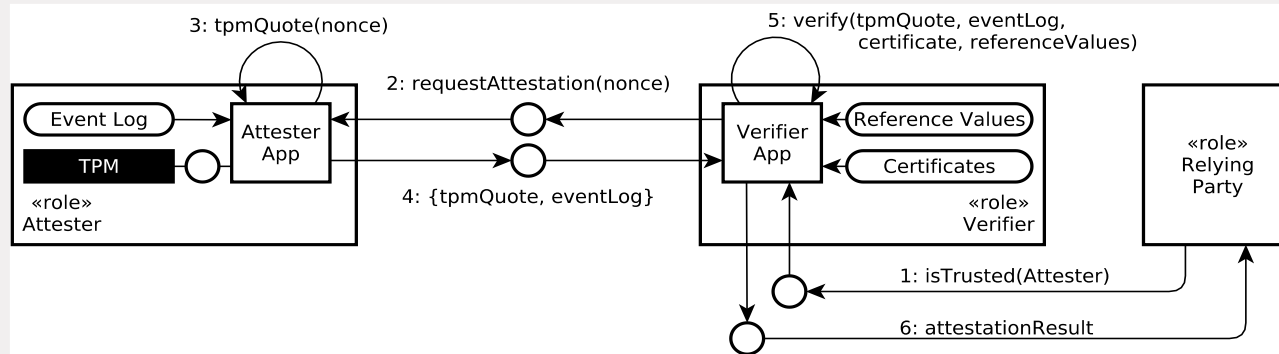 3: tpmQuote(nonce)
5: verify(tpmQuote, eventLog,
certificate, referenceValues)
2: requestAttestation(nonce)
Event Log
TPM
«role»
Attester
Attester
App
4: {tpmQuote, eventLog}
Verifier
App
Reference Values
Certificates
«role»
Verifier
«role»
Relying
Party
1: isTrusted(Attester)
6: attestationResult